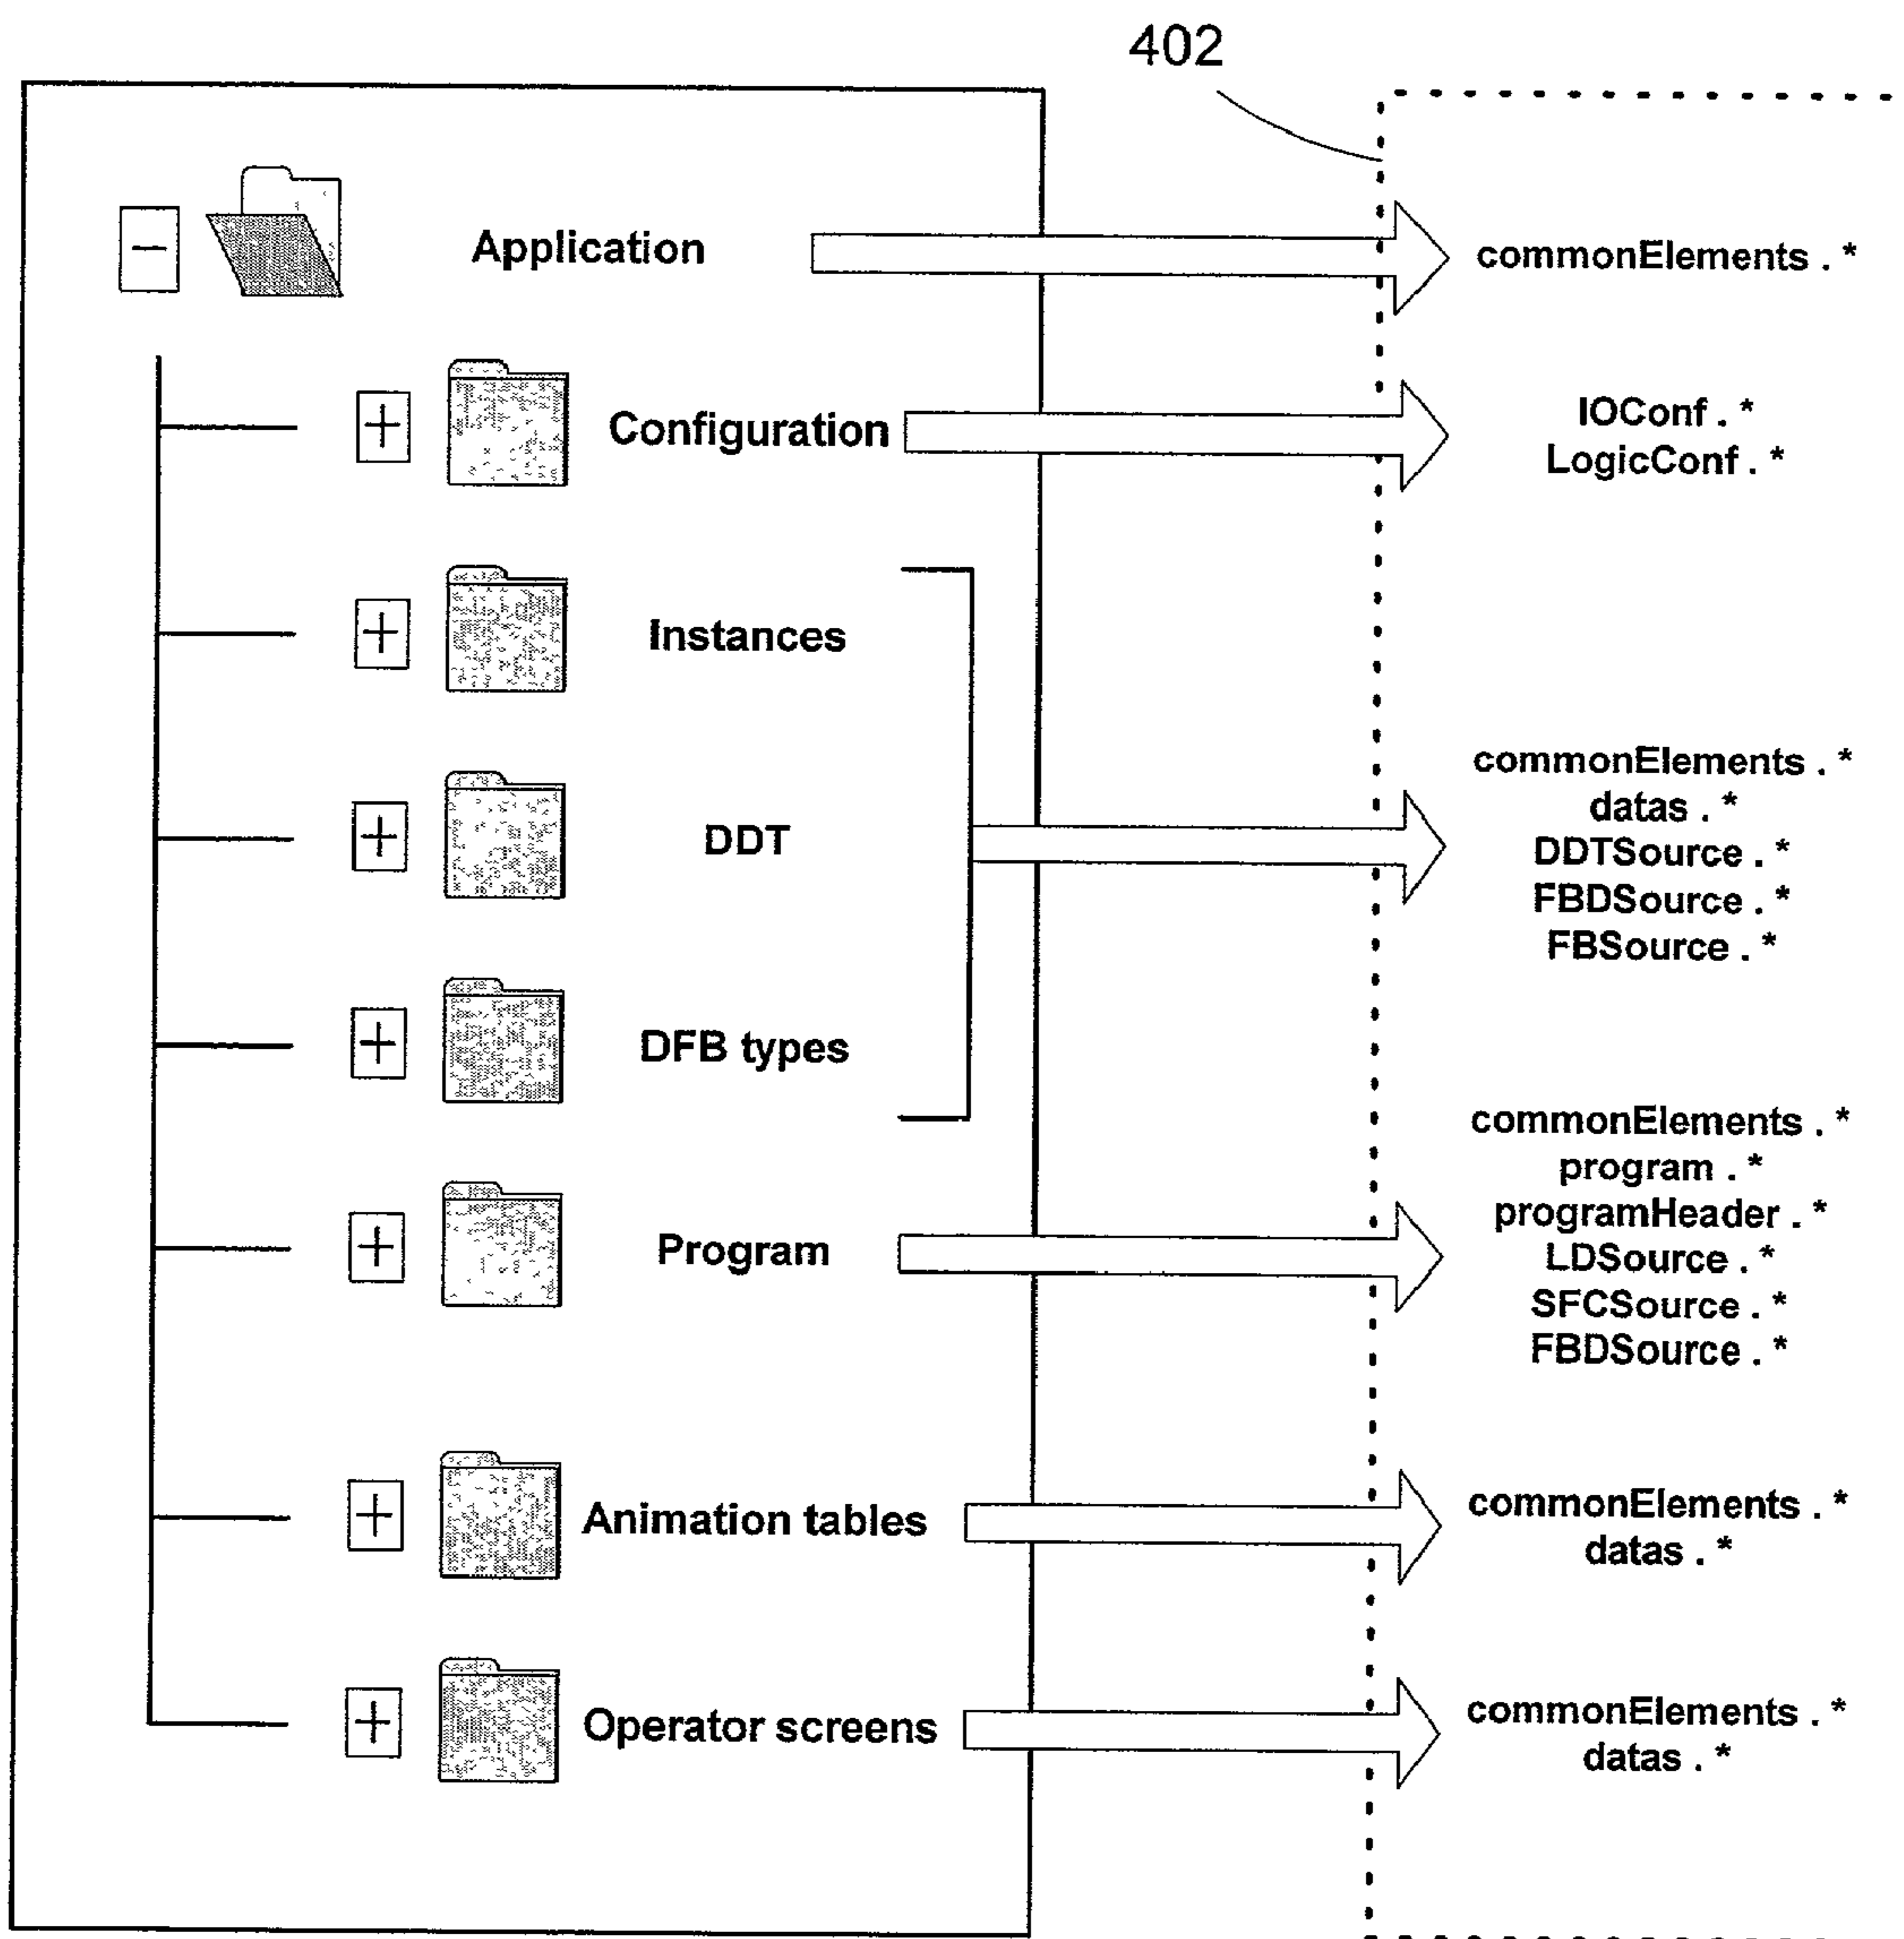 402
Application
commonElements . *
Configuration
IOConf . *
LogicConf . *
Instances
DDT
DFB types
commonElements . *
datas . *
DDTSource . *
FBDSource . *
FBSource . *
Program
commonElements . *
program . *
programHeader . *
LDSource . *
SFCSource . *
FBDSource . *
Animation tables
commonElements . *
datas . *
Operator screens
commonElements . *
datas . *